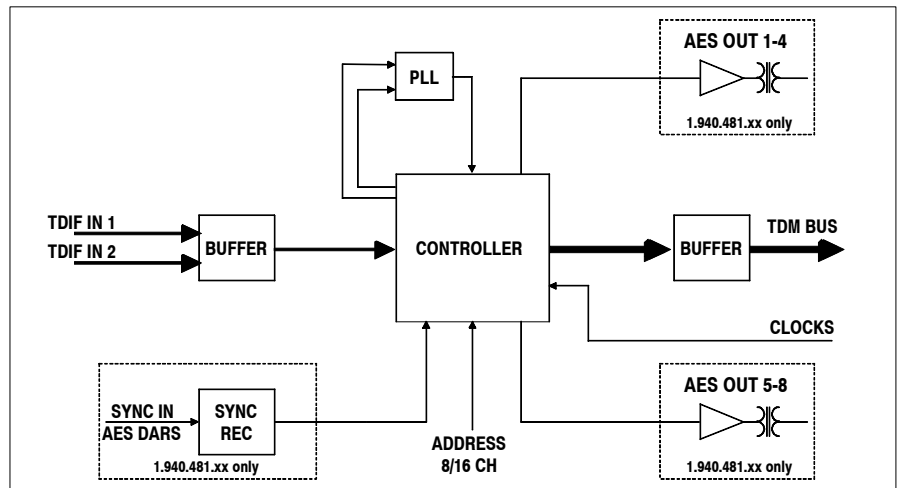 AES OUT 1-4
1.940.481.xx only
PLL
TDIF IN 1
TDIF IN 2
BUFFER
CONTROLLER
BUFFER
TDM BUS
CLOCKS
SYNC IN
AES DARS
SYNC
REC
1.940.481.xx only
ADDRESS
8/16 CH
AES OUT 5-8
1.940.481.xx only